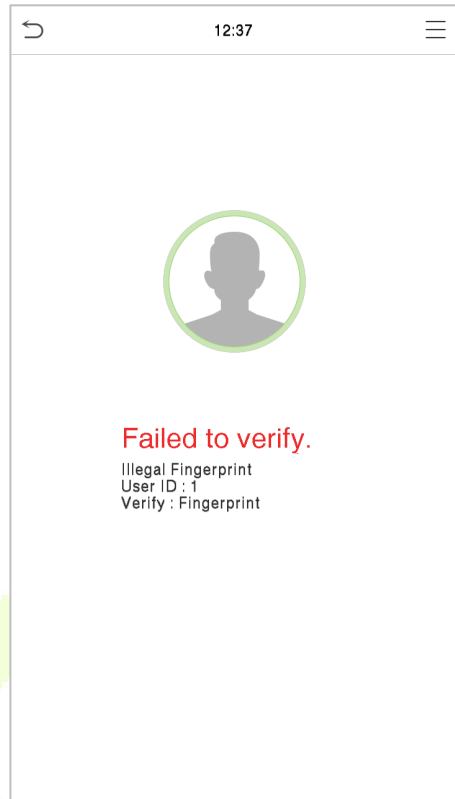 12:37
Failed to verify.
Illegal Fingerprint
User ID : 1
Verify : Fingerprint